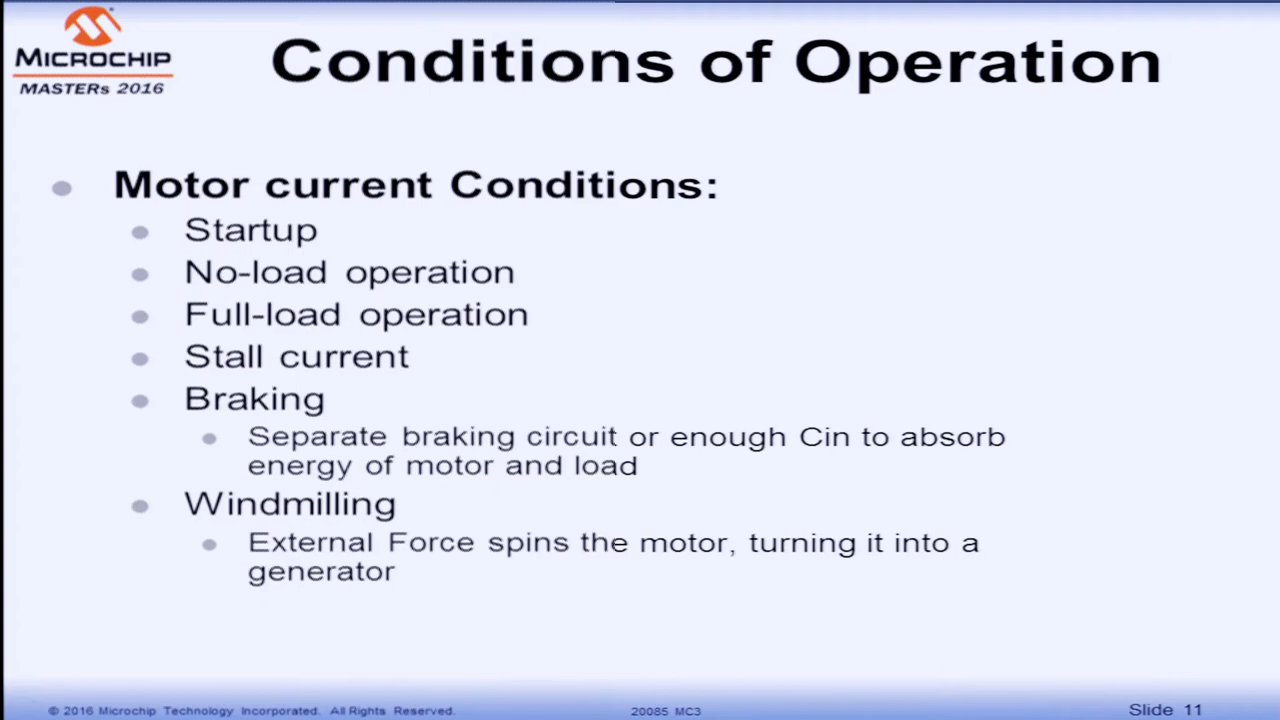 MICROCHIP
MASTERs 2016
Conditions of Operation
Motor current Conditions:
Startup
No-load operation
Full-load operation
Stall current
Braking
Separate braking circuit or enough Cin to absorb
energy of motor and load
Windmilling
External Force spins the motor, turning it into a
generator
© 2016 Microchip Technology Incorporated. All Rights Reserved.
20085 MC3
Slide 11